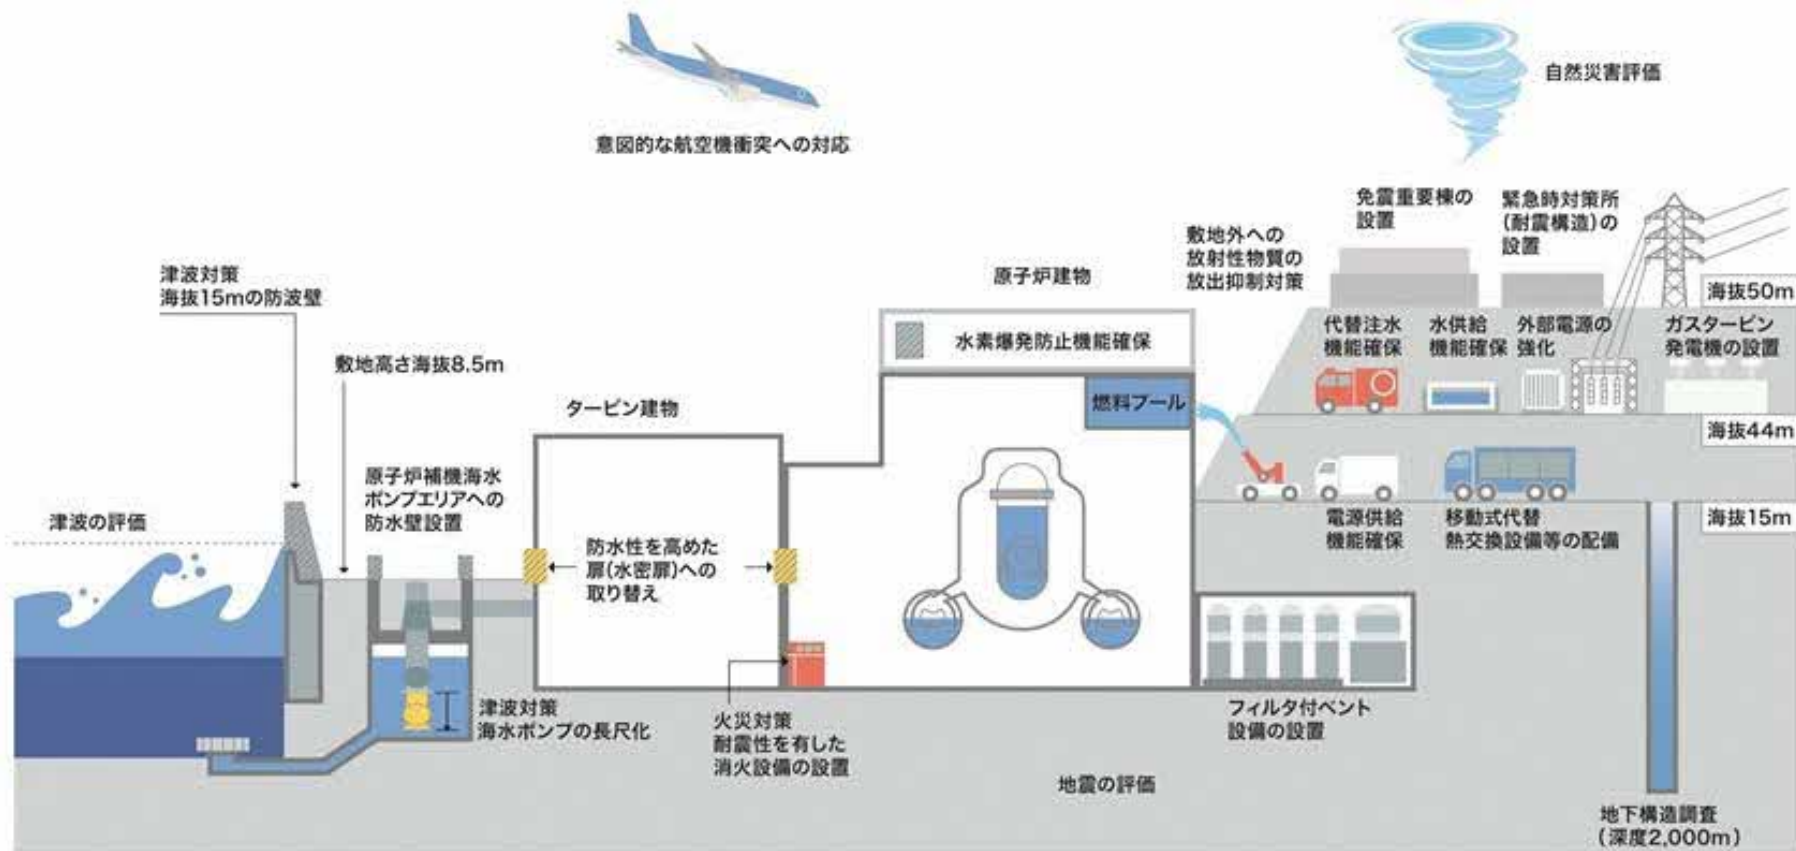 意図的な航空機衝突への対応
自然災害評価
免震重要棟の
設置
緊急時対策所
(耐震構造)の
設置
敷地外への
放射性物質の
放出抑制対策
津波対策
海抜15mの防波壁
原子炉建物
海抜50m
水素爆発防止機能確保
代替注水
機能確保
水供給
機能確保
外部電源の
強化
ガスタービン
発電機の設置
敷地高さ海抜8.5m
タービン建物
燃料プール
海抜44m
原子炉補機海水
ポンプエリアへの
防水壁設置
津波の評価
電源供給
機能確保
移動式代替
熱交換設備等の配備
海抜15m
防水性を高めた
扉(水密扉)への
取り替え
津波対策
海水ポンプの長尺化
火災対策
耐震性を有した
消火設備の設置
フィルタ付ベント
設備の設置
地震の評価
地下構造調査
(深度2,000m)